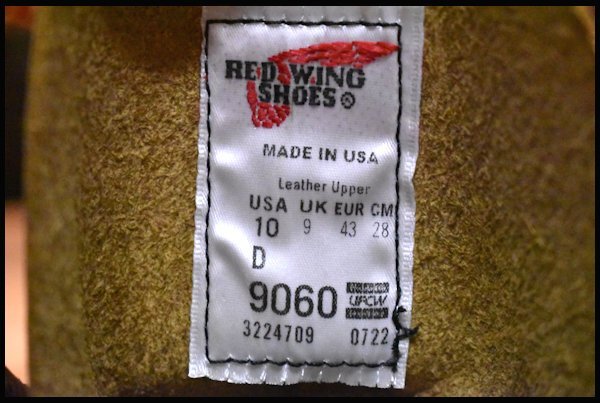 RED WING
SHOES ®
MADE IN USA
Leather Upper
USA UK EUR CM
10 9 43 28
D
9060 UFCW
3224709 0722